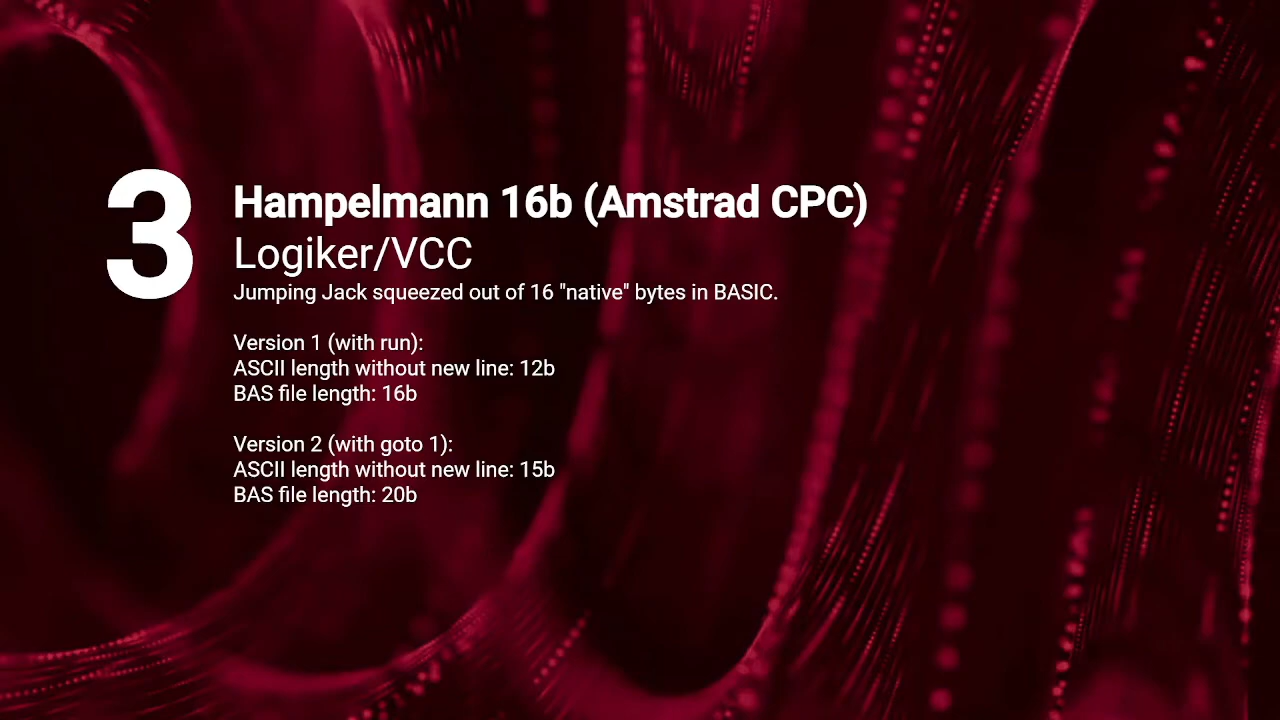 3
Hampelmann 16b (Amstrad CPC)
Logiker/VCC
Jumping Jack squeezed out of 16 "native" bytes in BASIC.
Version 1 (with run):
ASCII length without new line: 12b
BAS file length: 16b
Version 2 (with goto 1):
ASCII length without new line: 15b
BAS file length: 20b